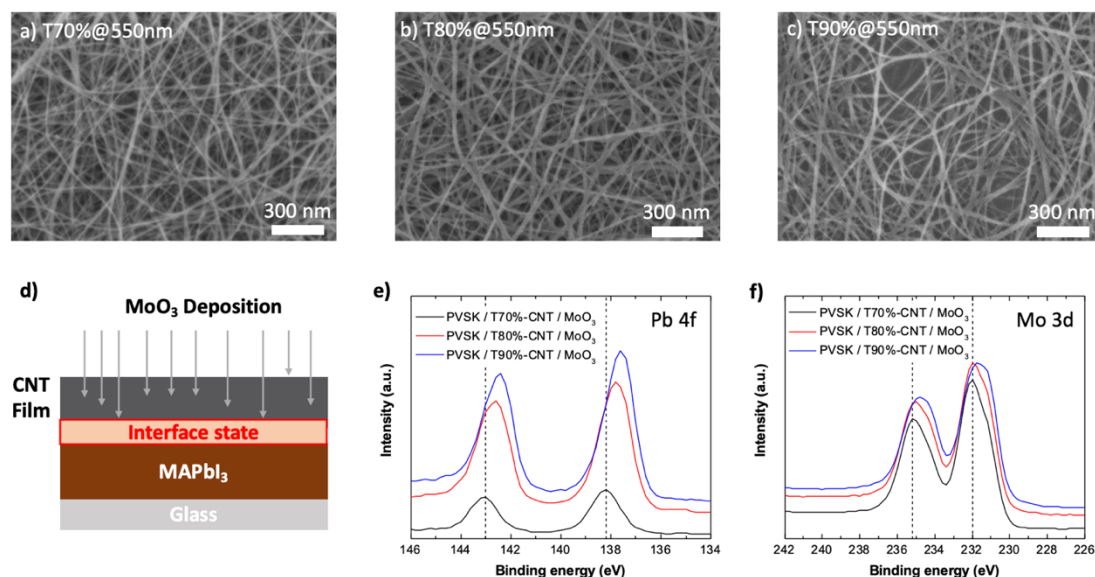 a) T70%@550nm
300 nm
b) T80%@550nm
300 nm
c) T90%@550nm
300 nm
d)
MoO₃ Deposition
CNT
Film
Interface state
MAPbI₃
Glass
e)
PVSK / T70%-CNT / MoO₃
PVSK / T80%-CNT / MoO₃
PVSK / T90%-CNT / MoO₃
Pb 4f
Intensity (a.u.)
146 144 142 140 138 136 134
Binding energy (eV)
f)
PVSK / T70%-CNT / MoO₃
PVSK / T80%-CNT / MoO₃
PVSK / T90%-CNT / MoO₃
Mo 3d
Intensity (a.u.)
242 240 238 236 234 232 230 228 226
Binding energy (eV)